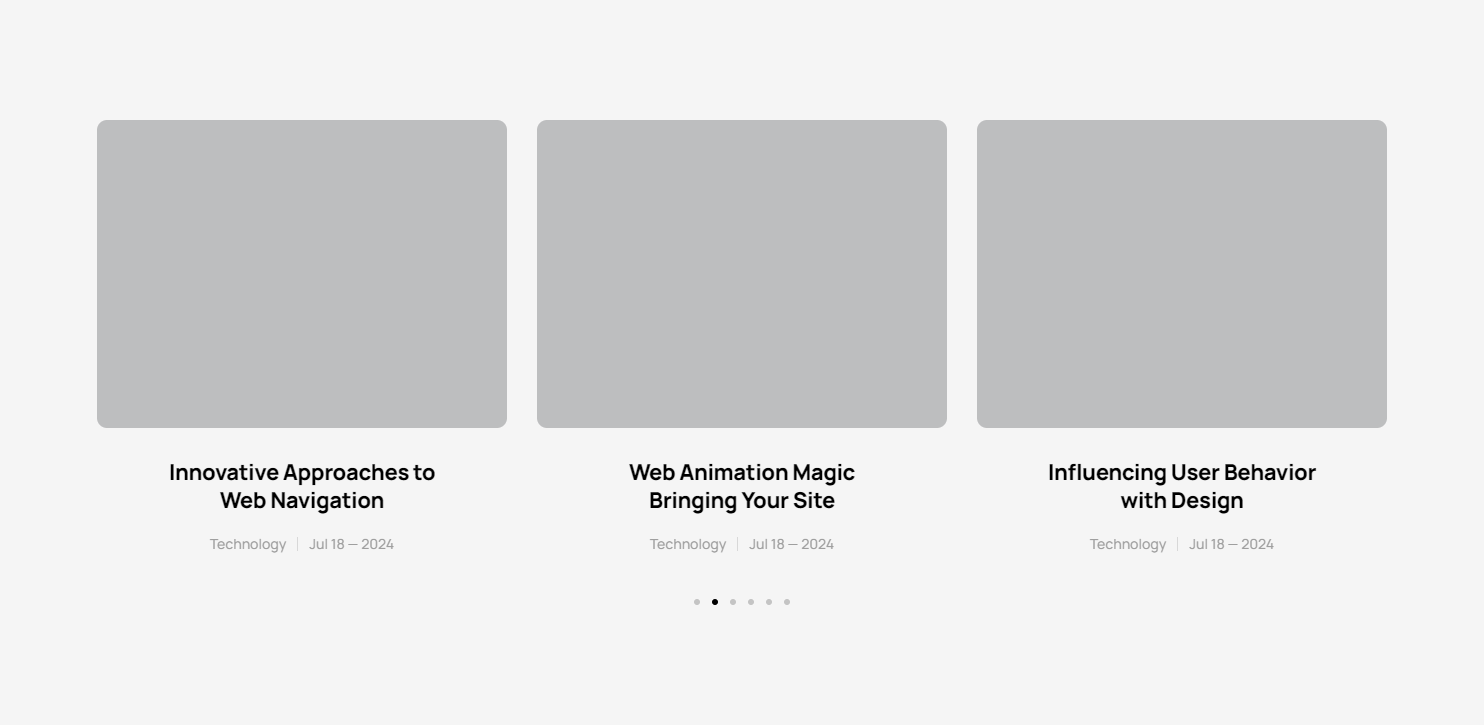 Innovative Approaches to
Web Navigation
Technology | Jul 18 — 2024
Web Animation Magic
Bringing Your Site
Technology | Jul 18 — 2024
Influencing User Behavior
with Design
Technology | Jul 18 — 2024